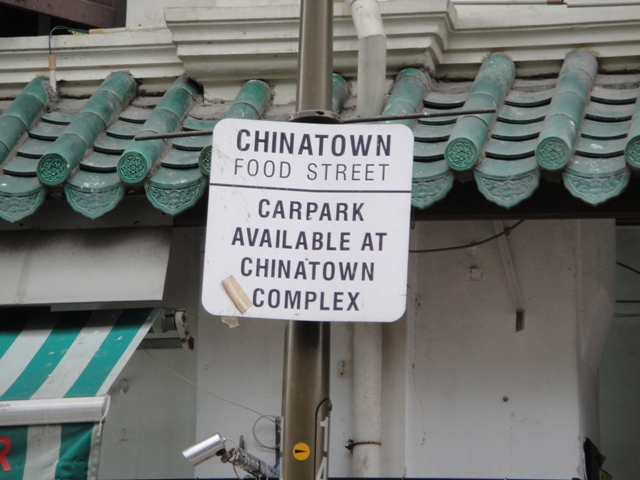 CHINATOWN
FOOD STREET
CARPARK
AVAILABLE AT
CHINATOWN
COMPLEX